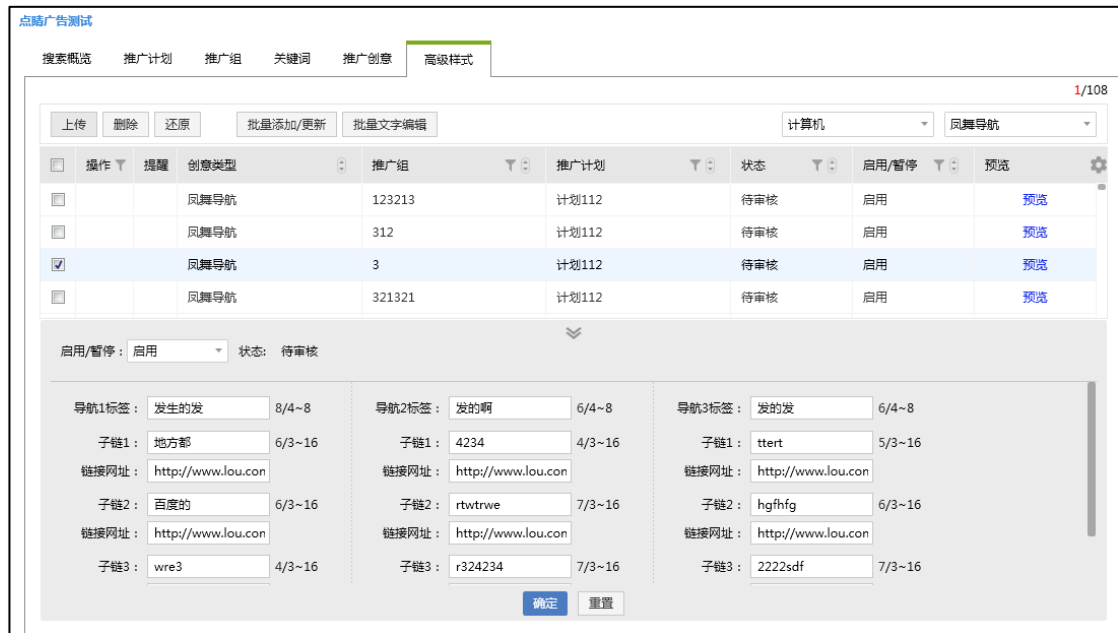 点睛广告测试
搜索概览 推广计划 推广组 关键词 推广创意 高级样式
1/108
上传 删除 还原 批量添加/更新 批量文字编辑 计算机 凤舞导航
操作 提醒 创意类型 推广组 推广计划 状态 启用/暂停 预览
凤舞导航 123213 计划112 待审核 启用 预览
凤舞导航 312 计划112 待审核 启用 预览
凤舞导航 3 计划112 待审核 启用 预览
凤舞导航 321321 计划112 待审核 启用 预览
启用/暂停： 启用 状态: 待审核
导航1标签： 发生的发 8/4~8 导航2标签： 发的啊 6/4~8 导航3标签： 发的发 6/4~8
子链1： 地方都 6/3~16 子链1： 4234 4/3~16 子链1： ttert 5/3~16
链接网址： http://www.lou.con 链接网址： http://www.lou.con 链接网址： http://www.lou.con
子链2： 百度的 6/3~16 子链2： rtwtrwe 7/3~16 子链2： hgfhfg 6/3~16
链接网址： http://www.lou.con 链接网址： http://www.lou.con 链接网址： http://www.lou.con
子链3： wre3 4/3~16 子链3： r324234 7/3~16 子链3： 2222sdf 7/3~16
确定 重置